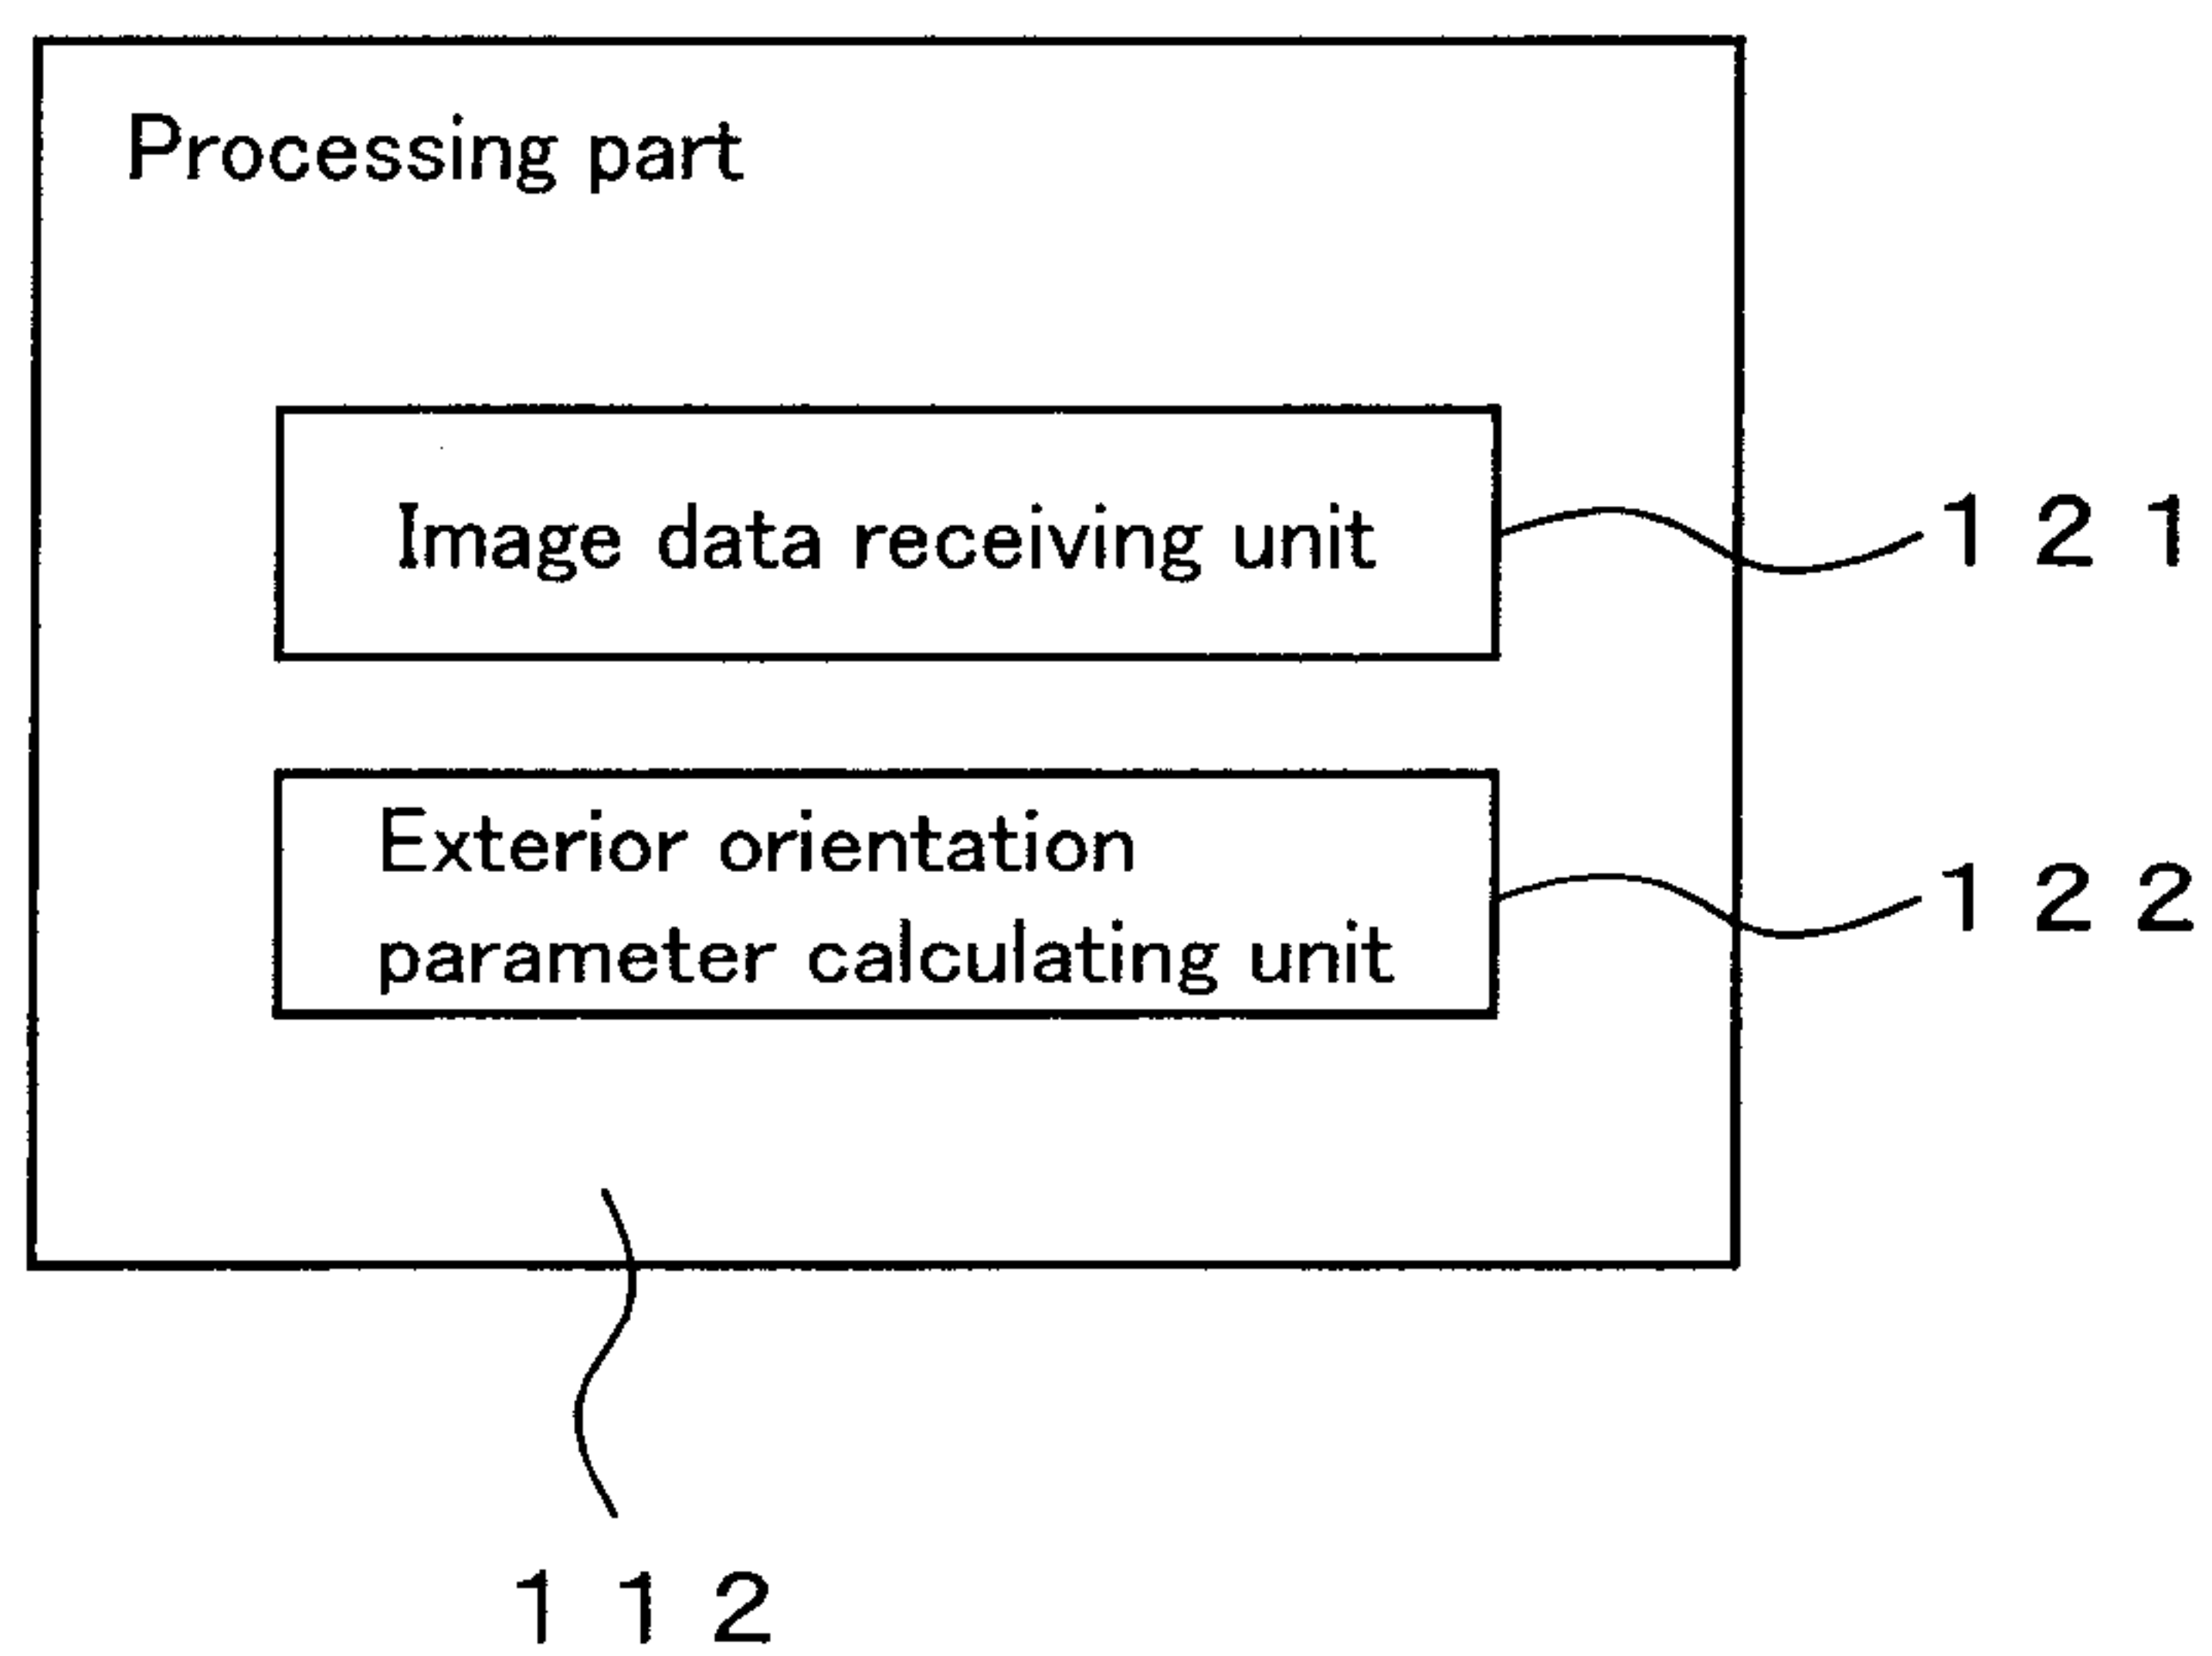 Processing part
Image data receiving unit
121
Exterior orientation
parameter calculating unit
122
112